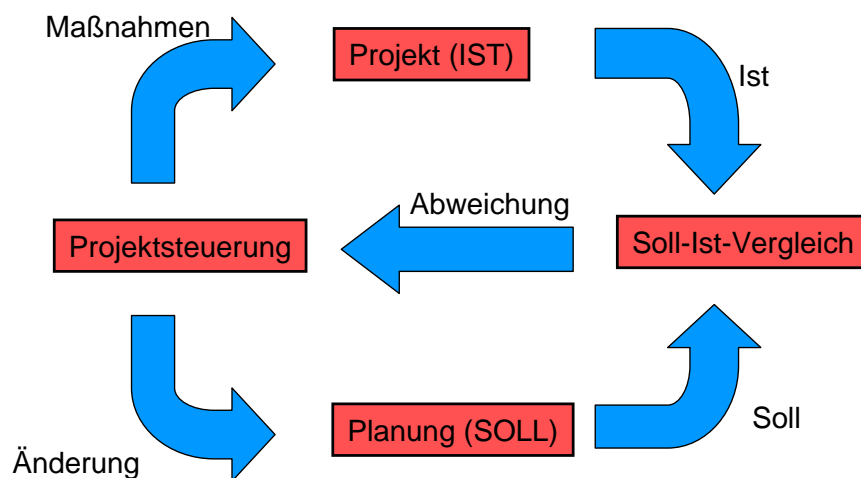 Maßnahmen
Projekt (IST)
Ist
Abweichung
Projektsteuerung
Soll-Ist-Vergleich
Planung (SOLL)
Soll
Änderung